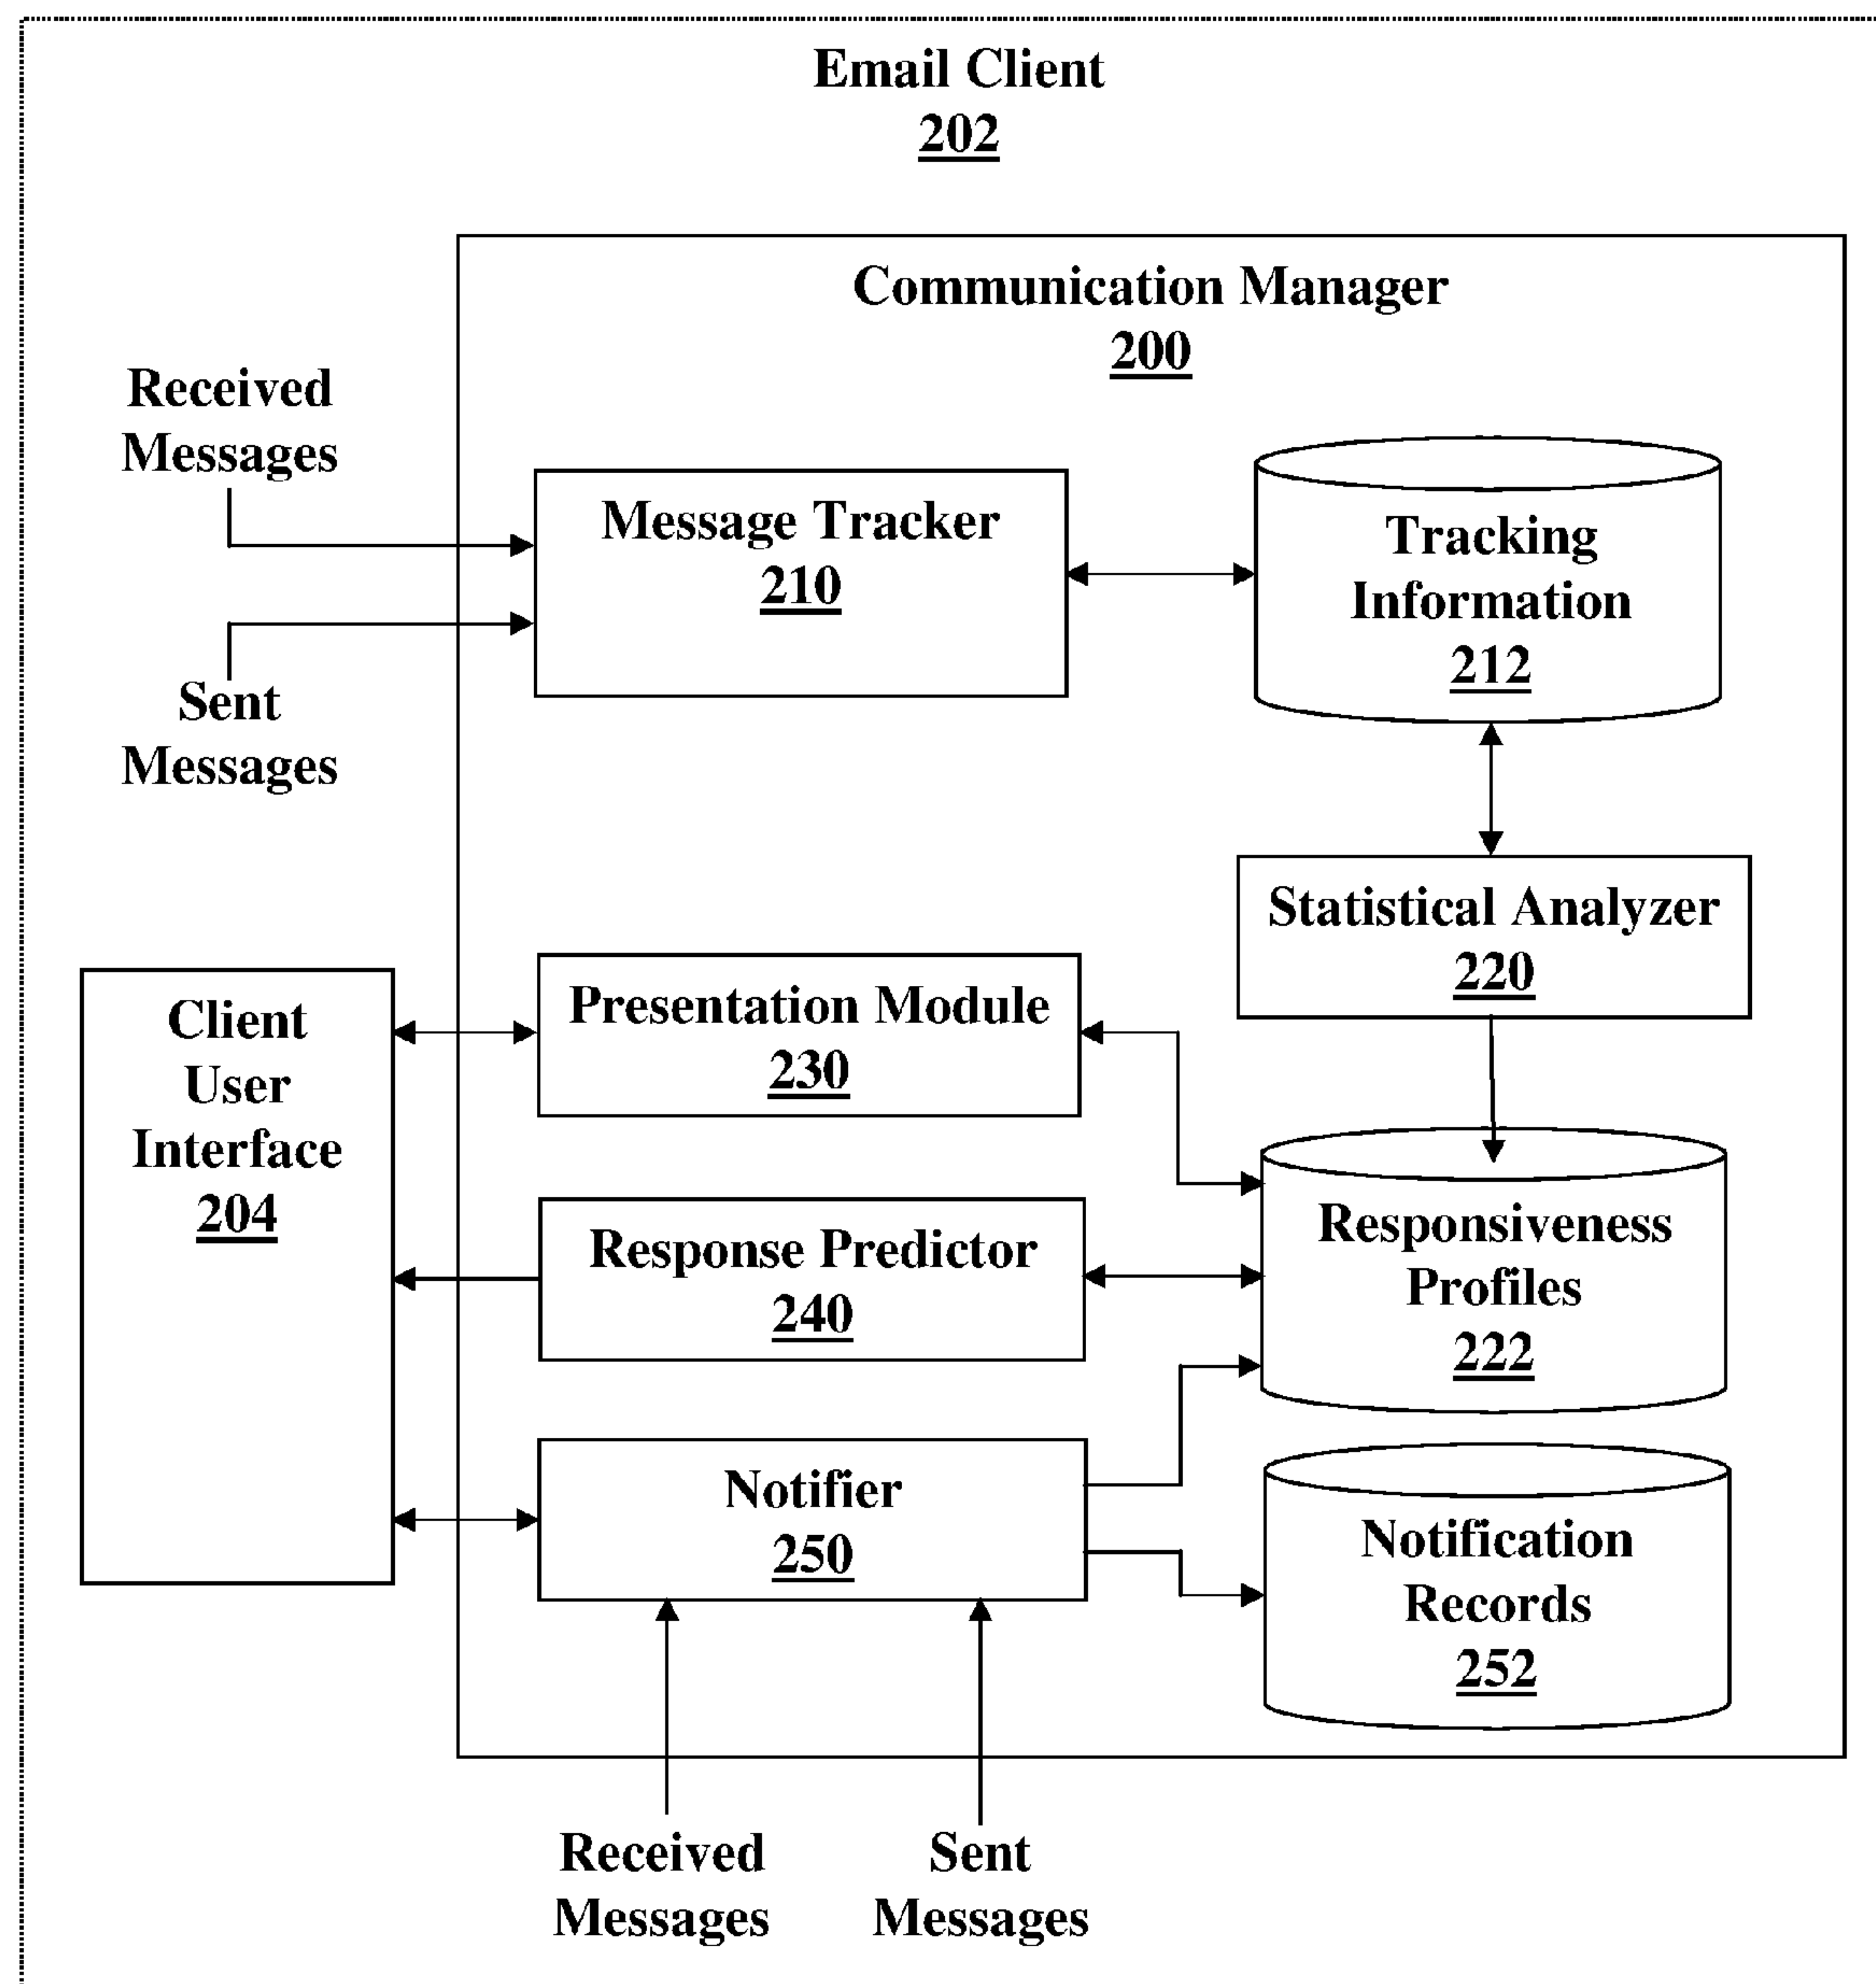 Email Client
202
Communication Manager
200
Received
Messages
Message Tracker
210
Tracking
Information
212
Sent
Messages
Statistical Analyzer
220
Client
User
Interface
204
Presentation Module
230
Response Predictor
240
Responsiveness
Profiles
222
Notifier
250
Notification
Records
252
Received
Messages
Sent
Messages